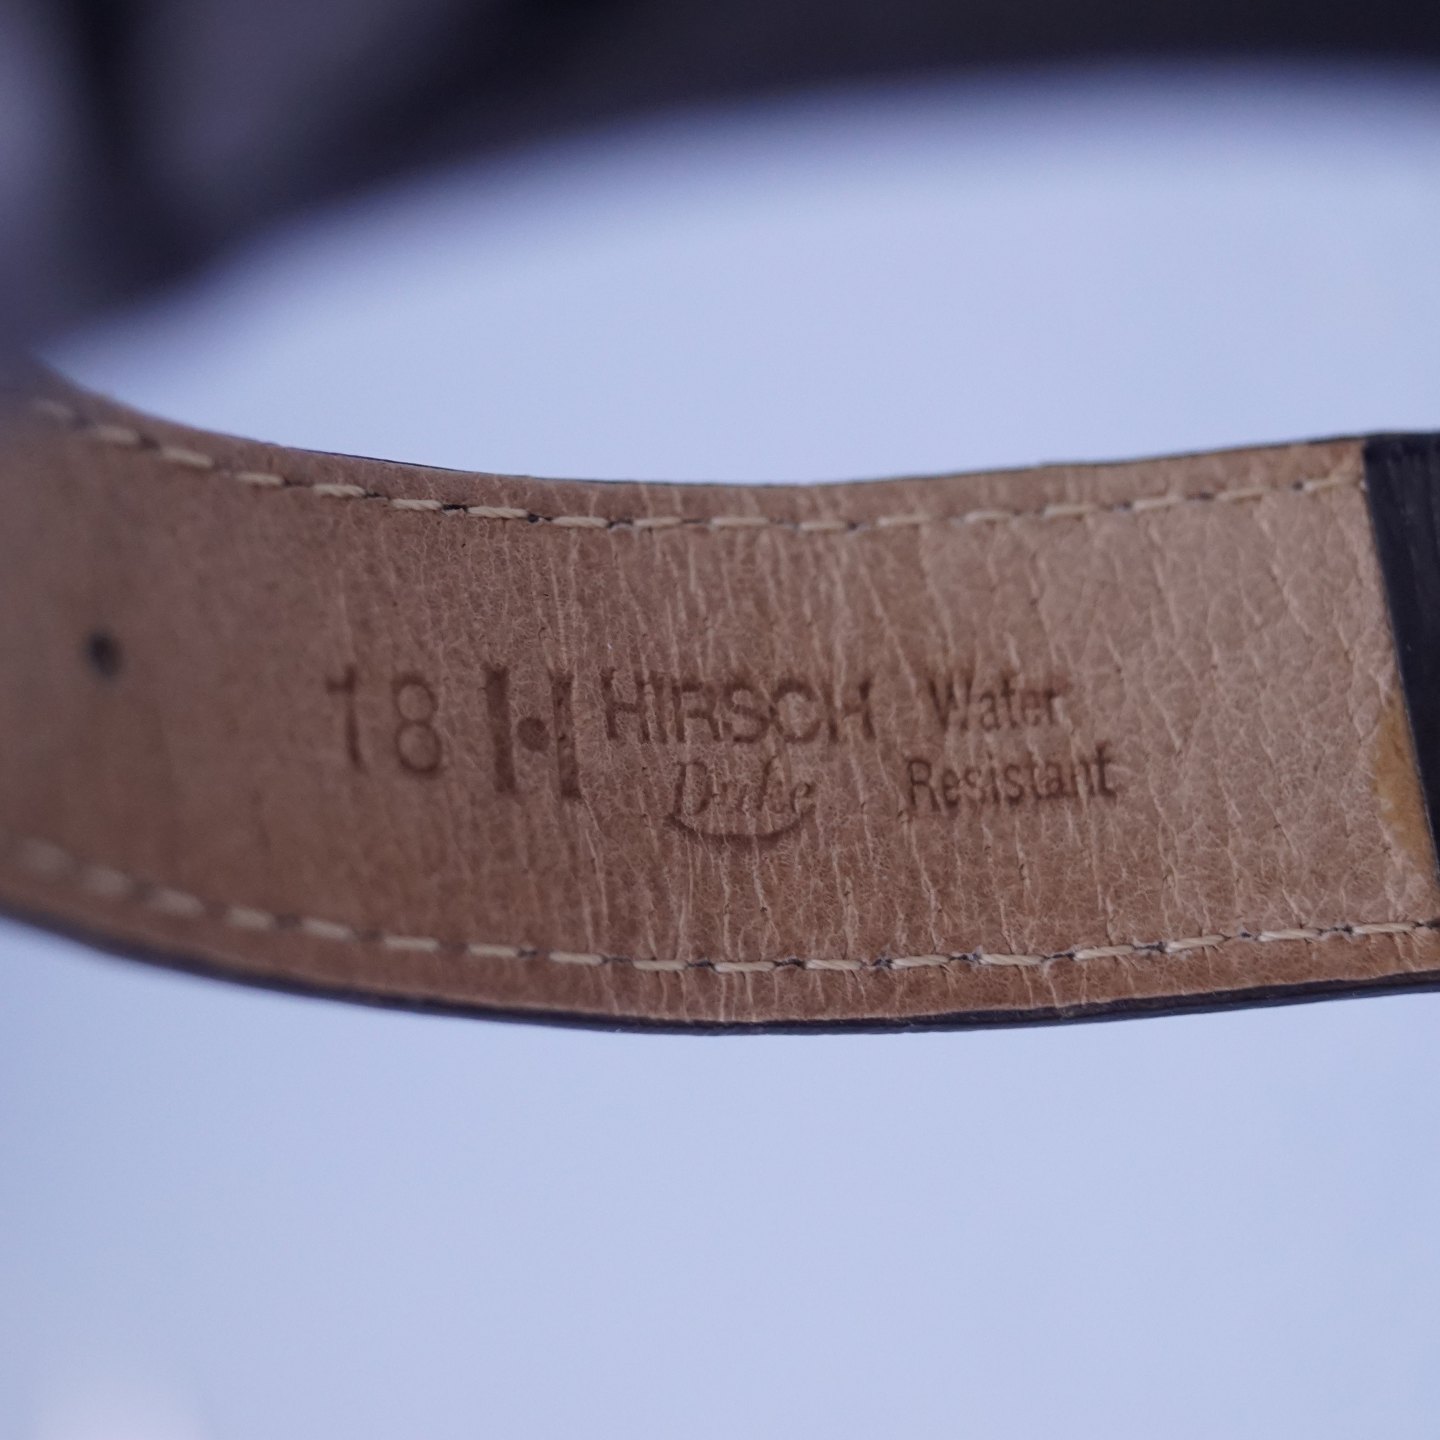 18 H HIRSCH Water
Duke Resistant